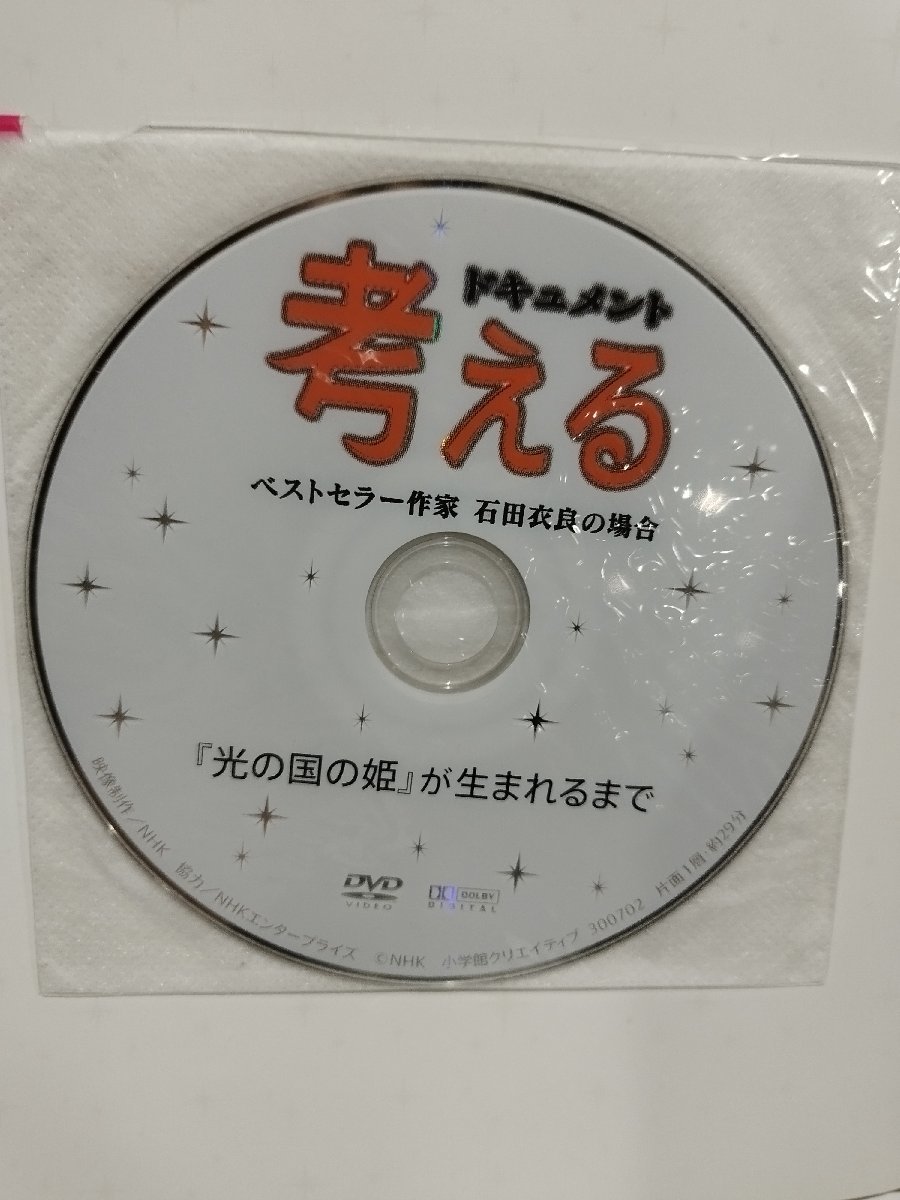 ドキュメント
考える
ベストセラー作家 石田衣良の場合
『光の国の姫』が生まれるまで
DVD
VIDEO
DOLBY
DIGITAL
映像制作／NHK 協力／NHKエンタープライズ ©NHK 小学館クリエイティブ 300702 片面1層・約29分